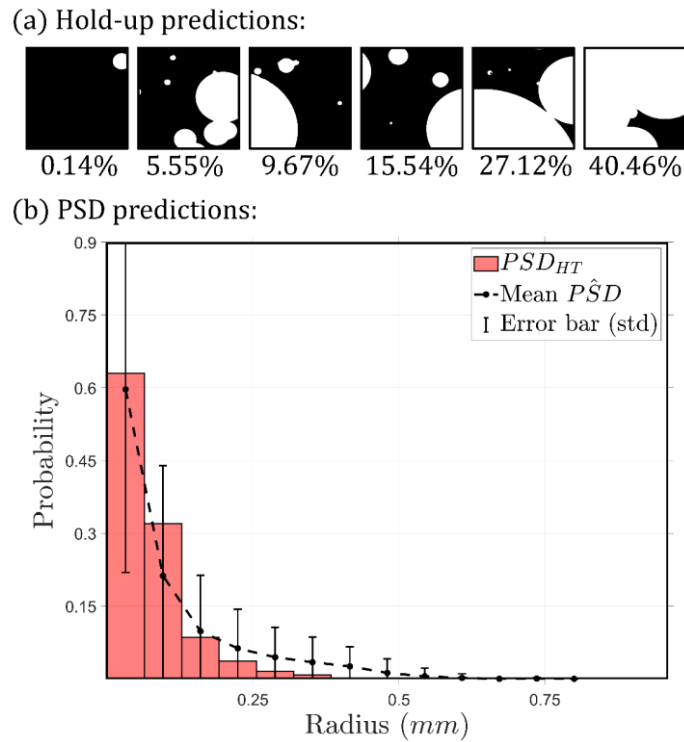 (a) Hold-up predictions:
0.14% 5.55% 9.67% 15.54% 27.12% 40.46%
(b) PSD predictions:
0.9
0.75
0.6
0.45
0.3
0.15
Probability
PSD_HT
Mean PŜD
Error bar (std)
0.25 0.5 0.75
Radius (mm)